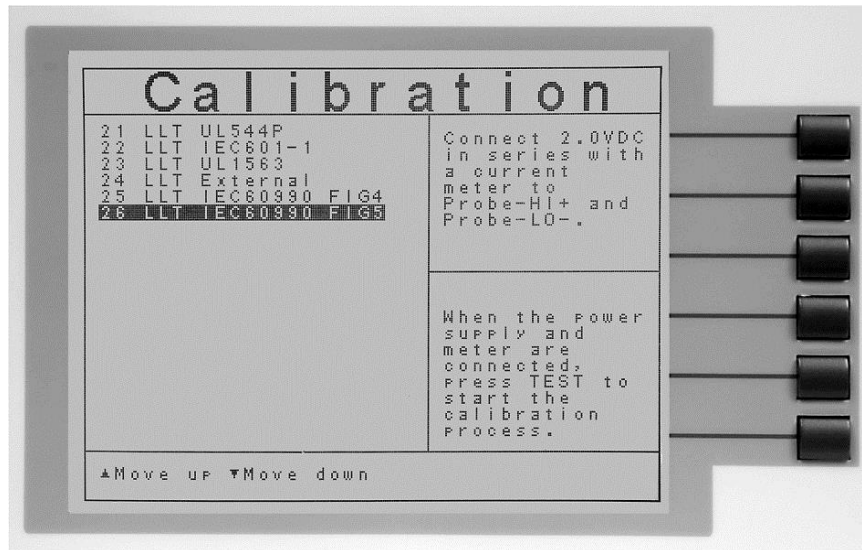 Calibration
21 LLT UL544P
22 LLT IEC601-1
23 LLT UL1563
24 LLT External
25 LLT IEC60990 FIG4
26 LLT IEC60990 FIG5
Connect 2.0VDC
in series with
a current
meter to
Probe-HI+ and
Probe-LO-.
When the power
supply and
meter are
connected,
press TEST to
start the
calibration
process.
▲Move up ▼Move down